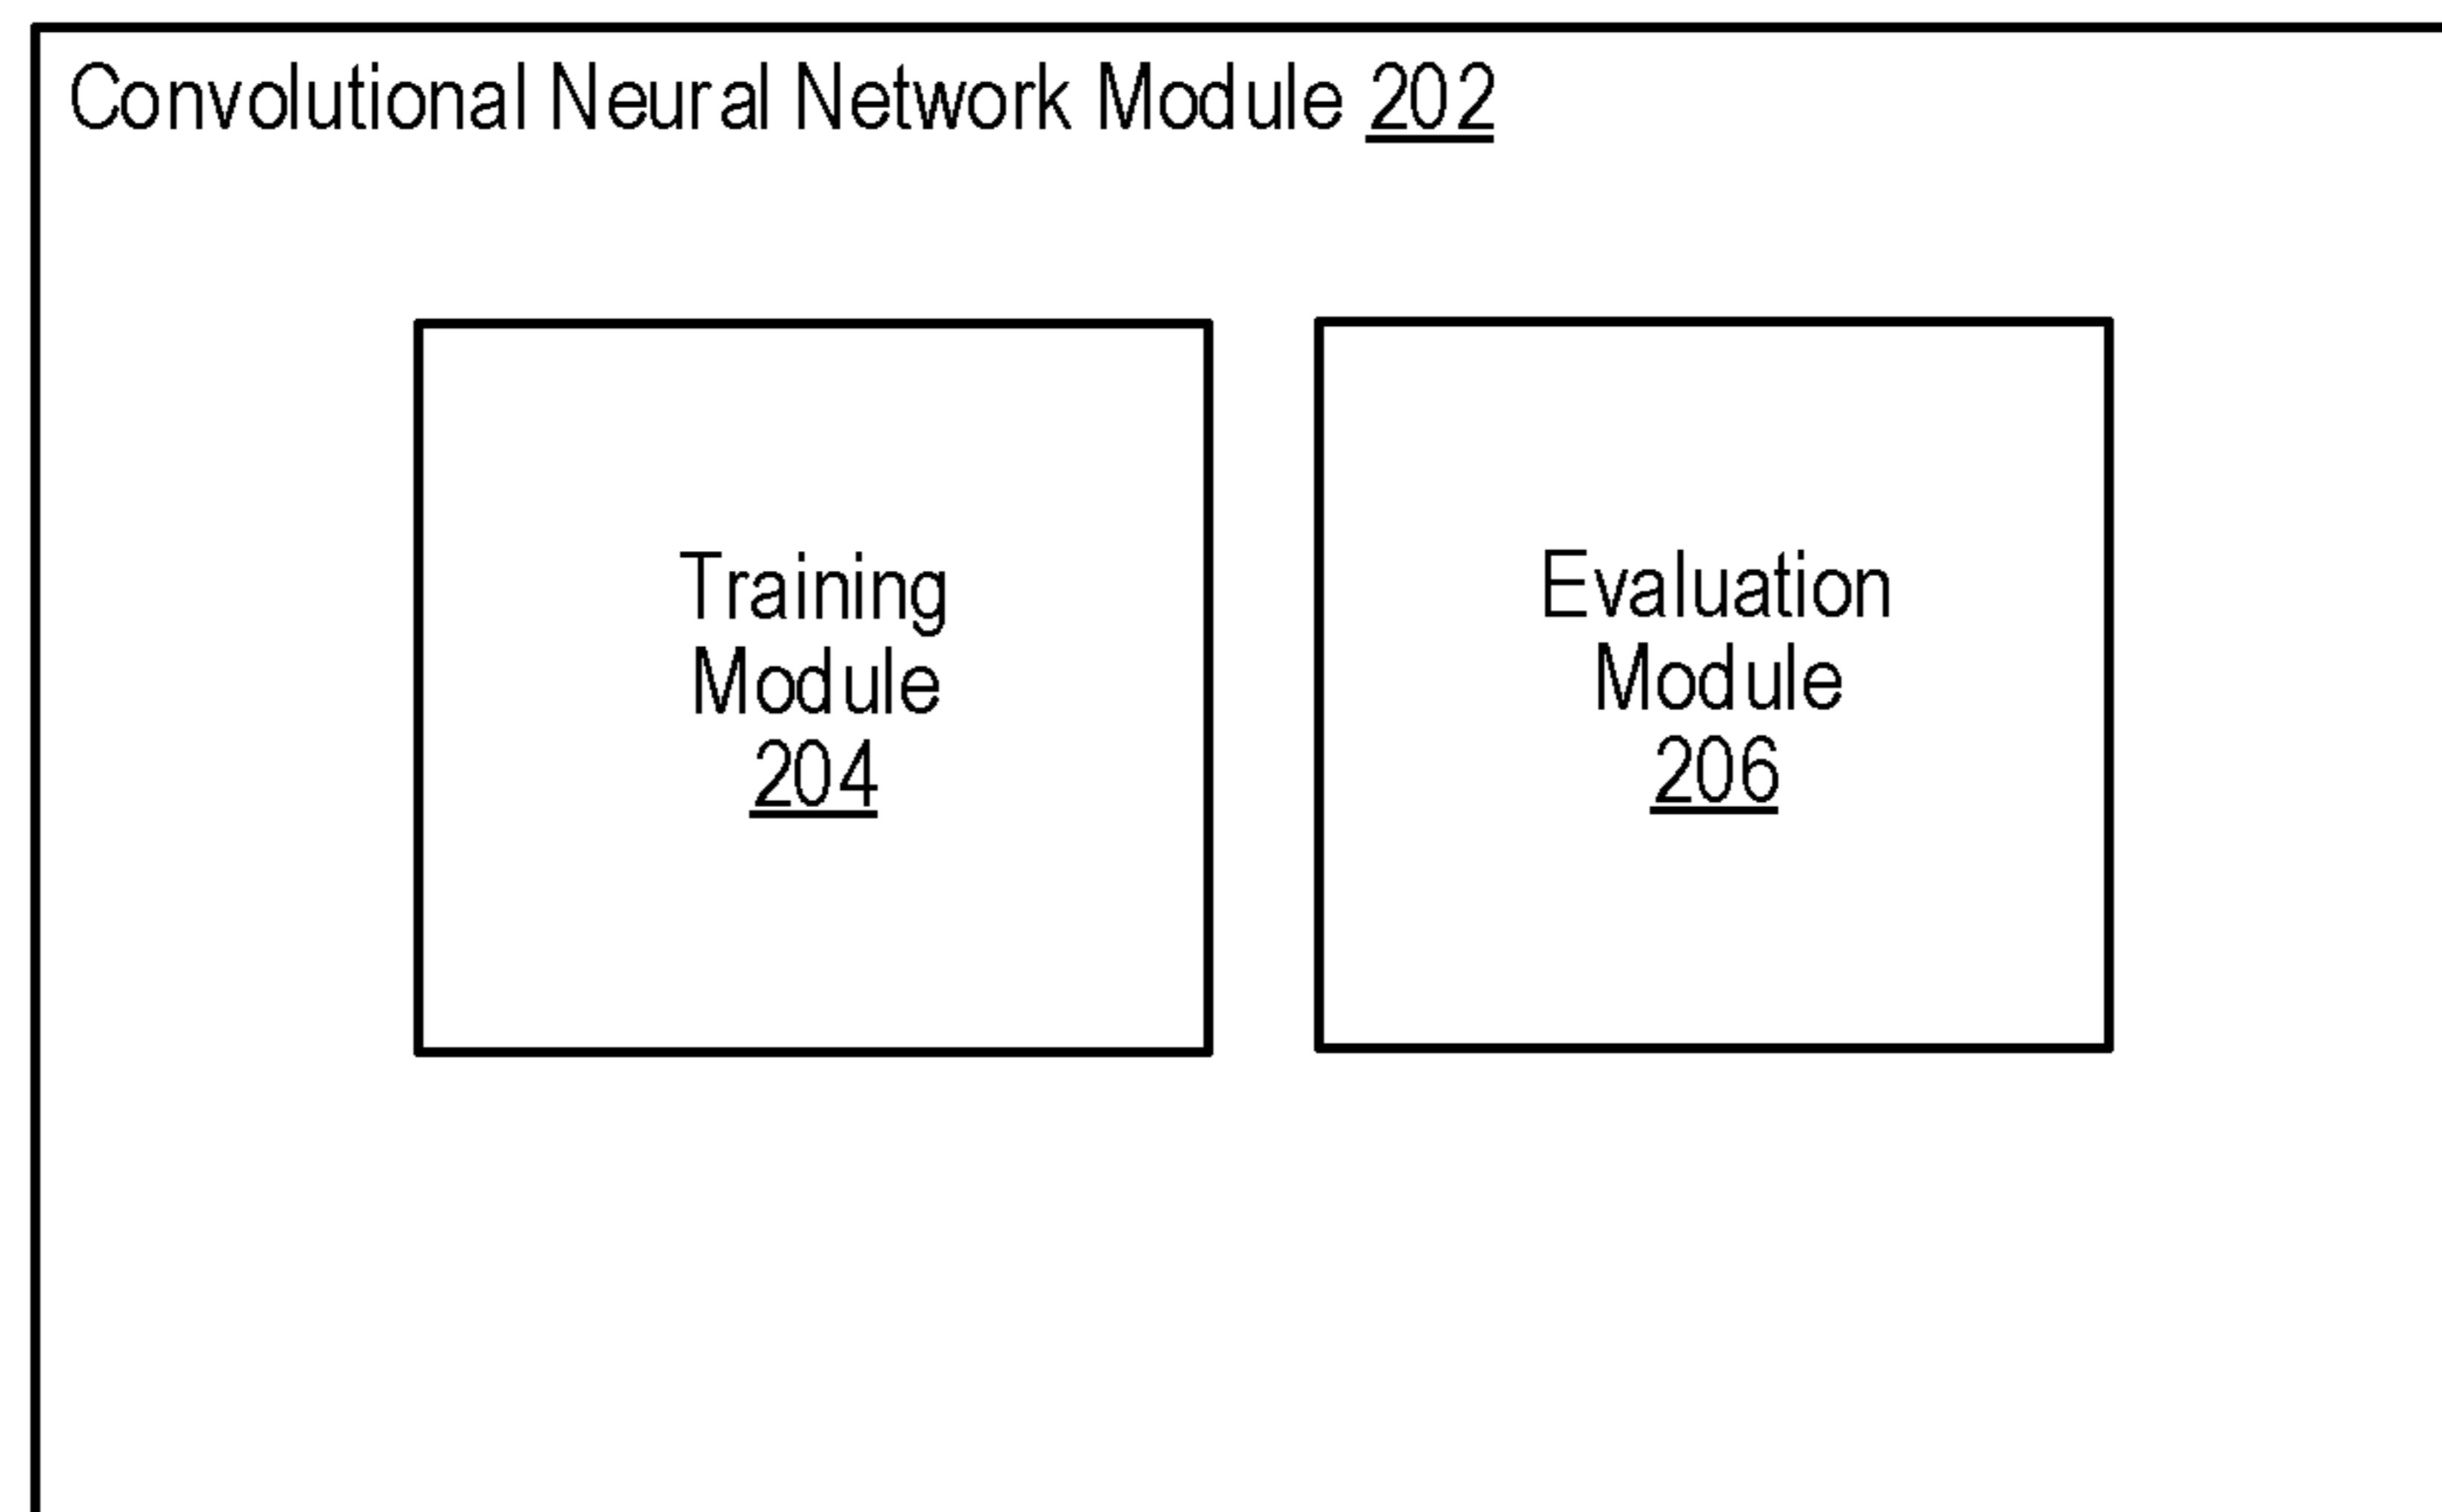 Convolutional Neural Network Module 202
Training
Module
204
Evaluation
Module
206